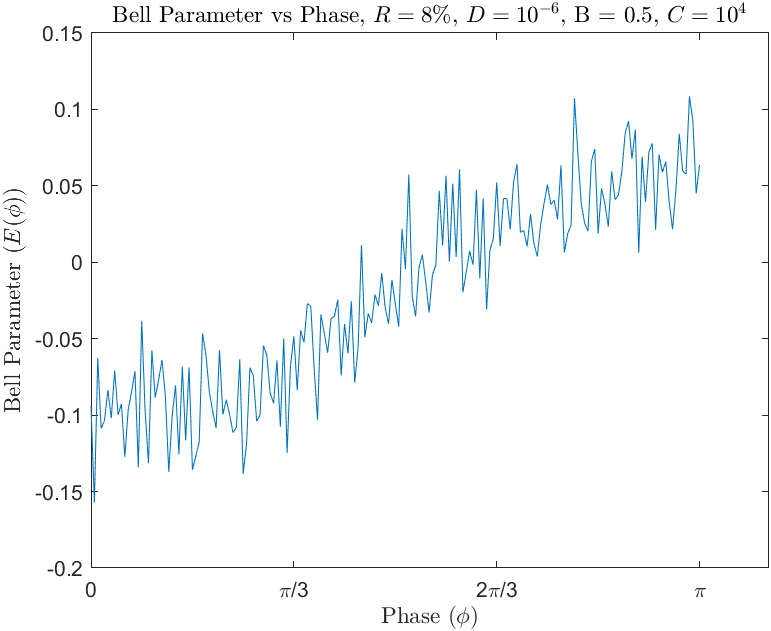 Bell Parameter vs Phase, R = 8%, D = 10⁻⁶, B = 0.5, C = 10⁴
0.15
0.1
0.05
0
-0.05
-0.1
-0.15
-0.2
Bell Parameter (E(ϕ))
0 π/3 2π/3 π
Phase (ϕ)